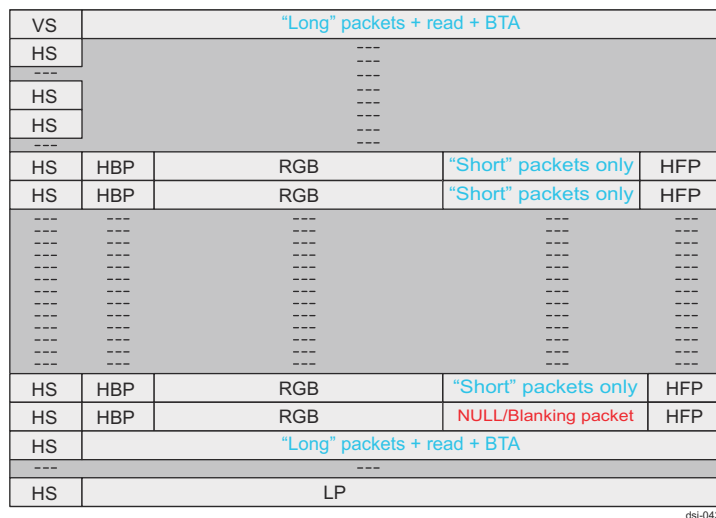 VS “Long” packets + read + BTA
HS ---
--- ---
---
HS ---
---
HS ---
--- ---
HS HBP RGB “Short” packets only HFP
HS HBP RGB “Short” packets only HFP
--- --- --- --- ---
--- --- --- --- ---
--- --- --- --- ---
--- --- --- --- ---
--- --- --- --- ---
--- --- --- --- ---
--- --- --- --- ---
--- --- --- --- ---
--- --- --- --- ---
--- --- --- --- ---
--- --- --- --- ---
--- --- --- --- ---
--- --- --- --- ---
HS HBP RGB “Short” packets only HFP
HS HBP RGB NULL/Blanking packet HFP
HS “Long” packets + read + BTA
--- ---
HS LP